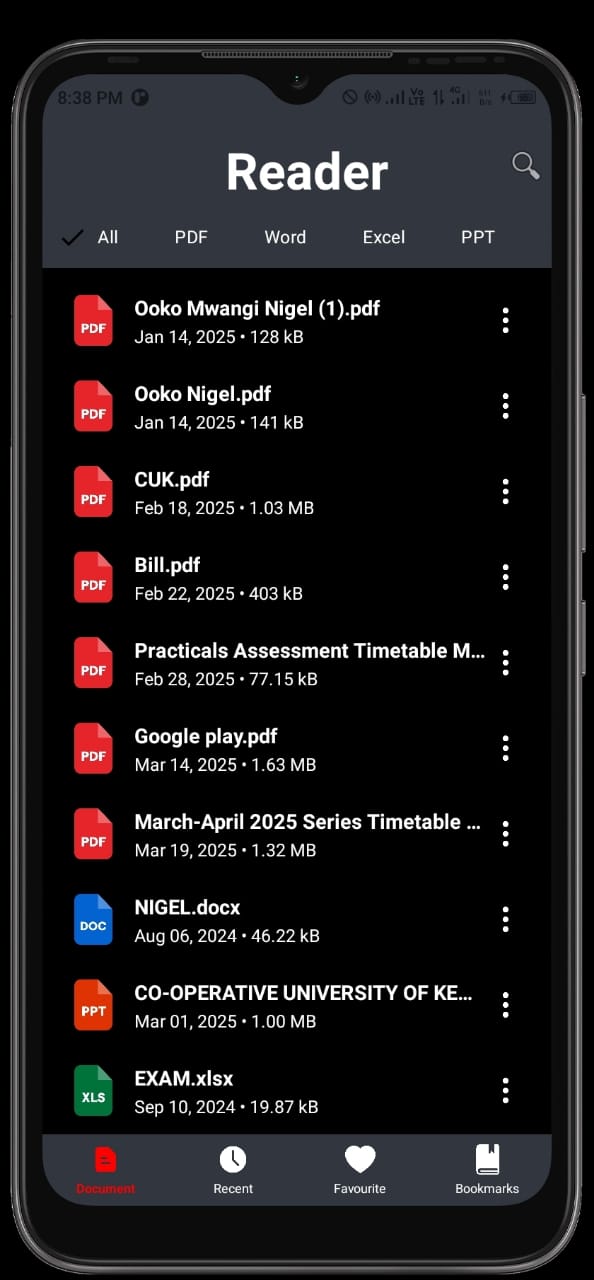 8:38 PM
Vo
LTE
4G
B/s
Reader
All PDF Word Excel PPT
PDF
Ooko Mwangi Nigel (1).pdf
Jan 14, 2025 • 128 kB
PDF
Ooko Nigel.pdf
Jan 14, 2025 • 141 kB
PDF
CUK.pdf
Feb 18, 2025 • 1.03 MB
PDF
Bill.pdf
Feb 22, 2025 • 403 kB
PDF
Practicals Assessment Timetable M...
Feb 28, 2025 • 77.15 kB
PDF
Google play.pdf
Mar 14, 2025 • 1.63 MB
PDF
March-April 2025 Series Timetable ...
Mar 19, 2025 • 1.32 MB
DOC
NIGEL.docx
Aug 06, 2024 • 46.22 kB
PPT
CO-OPERATIVE UNIVERSITY OF KE...
Mar 01, 2025 • 1.00 MB
XLS
EXAM.xlsx
Sep 10, 2024 • 19.87 kB
Document Recent Favourite Bookmarks